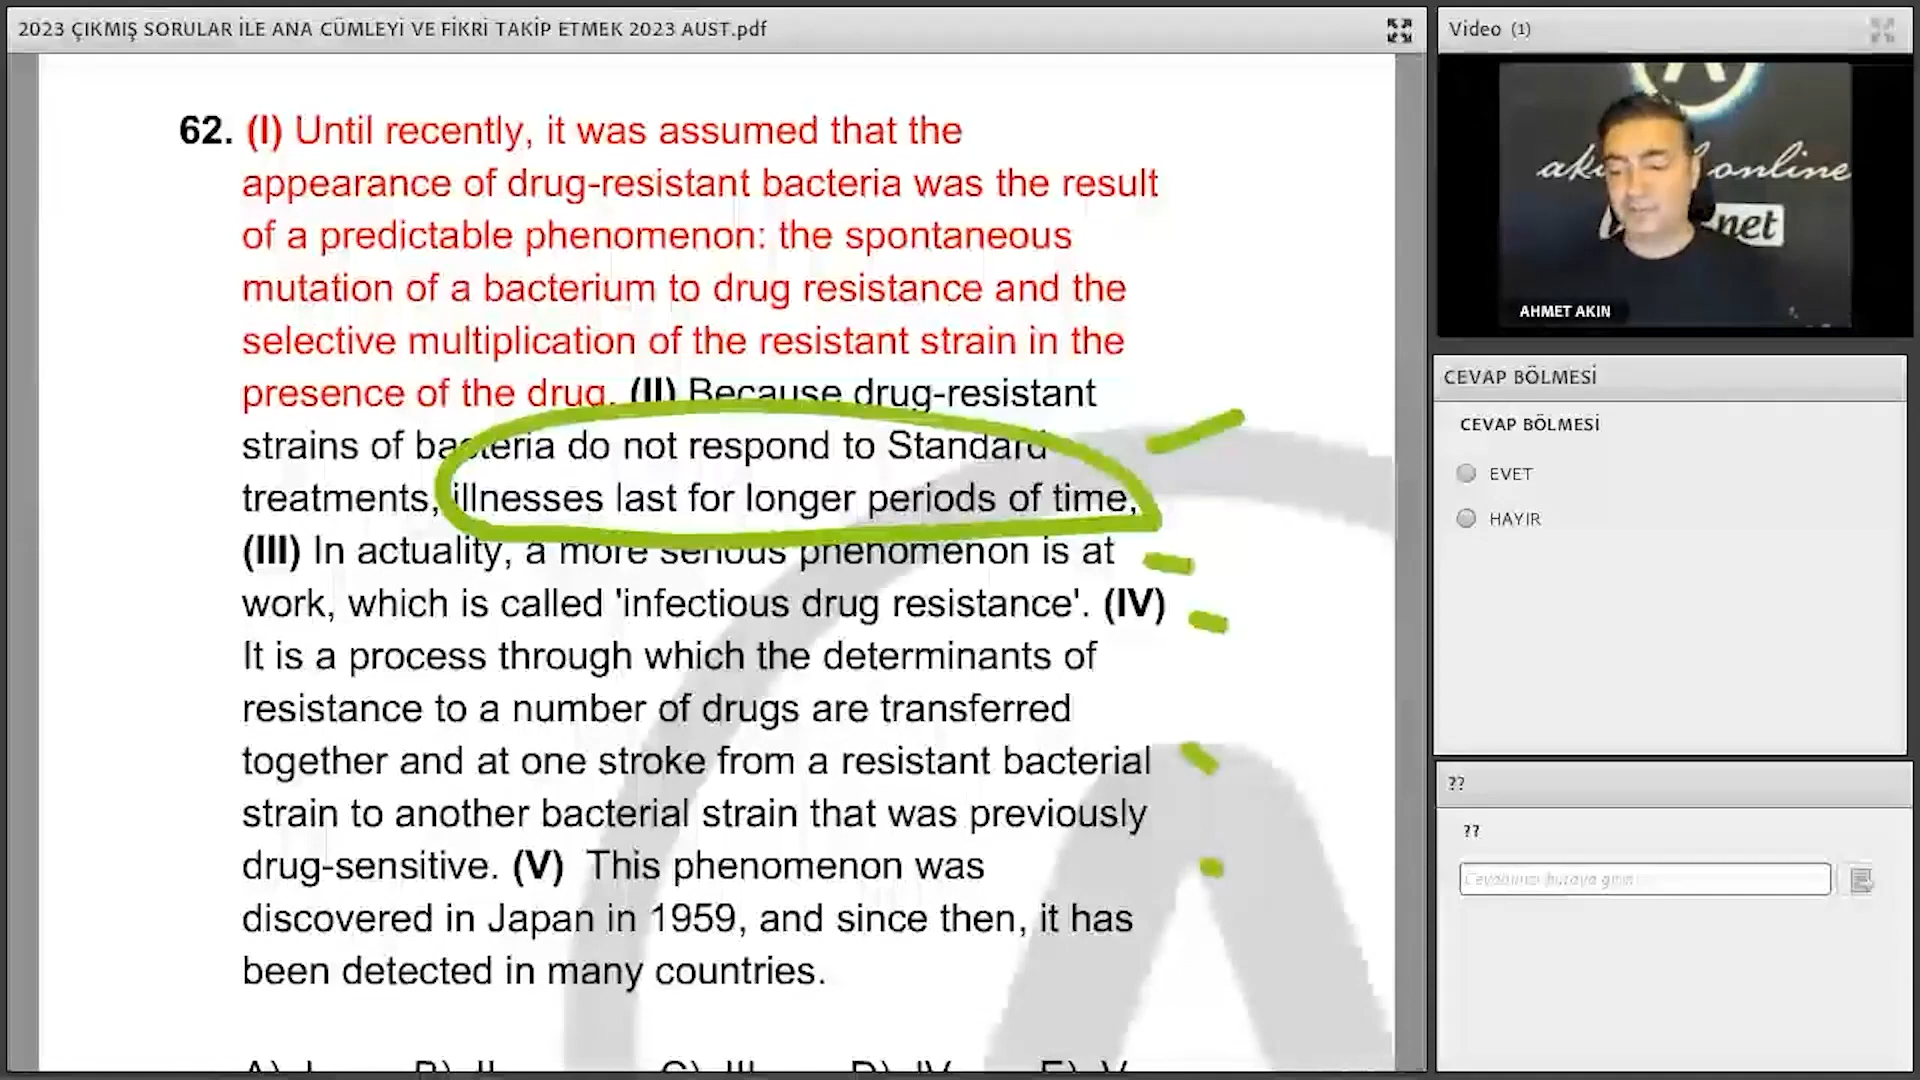 2023 ÇIKMIŞ SORULAR İLE ANA CÜMLEYİ VE FİKRİ TAKİP ETMEK 2023 AUST.pdf
62. (I) Until recently, it was assumed that the
appearance of drug-resistant bacteria was the result
of a predictable phenomenon: the spontaneous
mutation of a bacterium to drug resistance and the
selective multiplication of the resistant strain in the
presence of the drug. (II) Because drug-resistant
strains of bacteria do not respond to Standard
treatments, illnesses last for longer periods of time,
(III) In actuality, a more serious phenomenon is at
work, which is called 'infectious drug resistance'. (IV)
It is a process through which the determinants of
resistance to a number of drugs are transferred
together and at one stroke from a resistant bacterial
strain to another bacterial strain that was previously
drug-sensitive. (V) This phenomenon was
discovered in Japan in 1959, and since then, it has
been detected in many countries.
A) I B) II C) III D) IV E) V
Video (1)
online
net
AHMET AKIN
CEVAP BÖLMESİ
CEVAP BÖLMESİ
EVET
HAYIR
??
??
Cevabınızı buraya girin